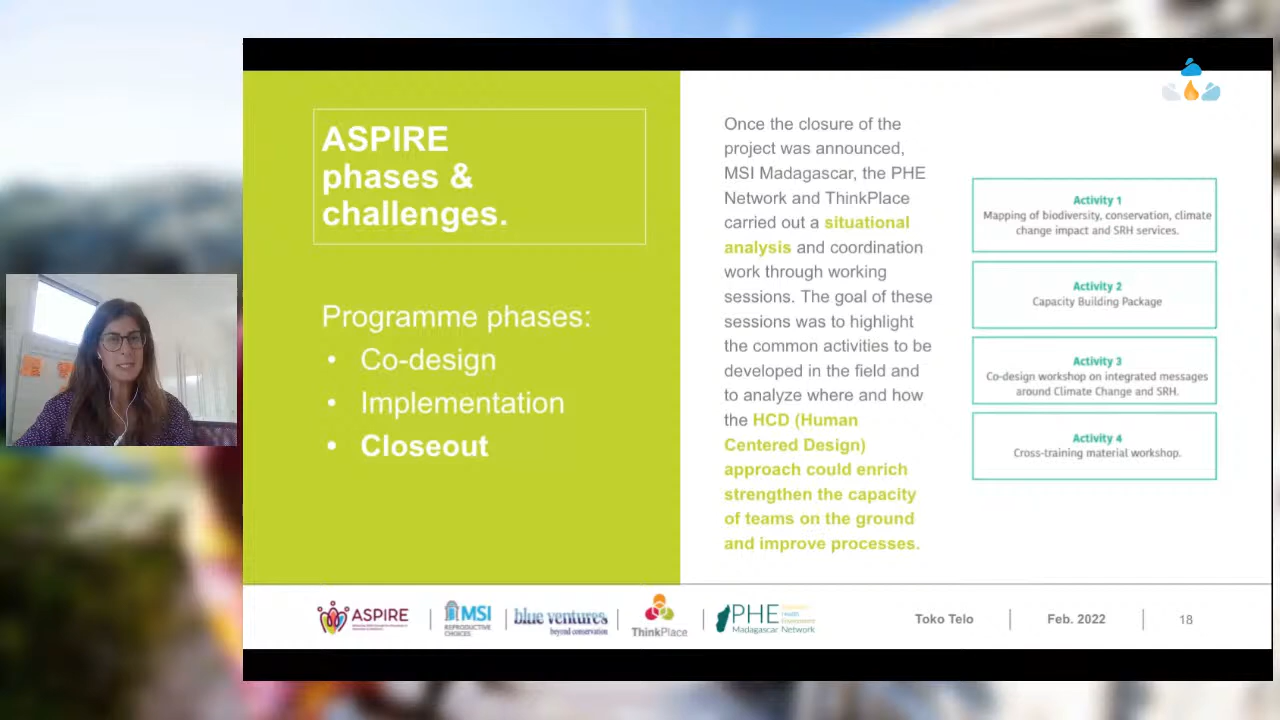 ASPIRE
phases &
challenges.
Programme phases:
• Co-design
• Implementation
• Closeout
Once the closure of the
project was announced,
MSI Madagascar, the PHE
Network and ThinkPlace
carried out a situational
analysis and coordination
work through working
sessions. The goal of these
sessions was to highlight
the common activities to be
developed in the field and
to analyze where and how
the HCD (Human
Centered Design)
approach could enrich
strengthen the capacity
of teams on the ground
and improve processes.
Activity 1
Mapping of biodiversity, conservation, climate
change impact and SRH services.
Activity 2
Capacity Building Package
Activity 3
Co-design workshop on integrated messages
around Climate Change and SRH.
Activity 4
Cross-training material workshop.
ASPIRE
MSI
REPRODUCTIVE
CHOICES
blue ventures
beyond conservation
ThinkPlace
PHE
Madagascar Network
Toko Telo
Feb. 2022
18